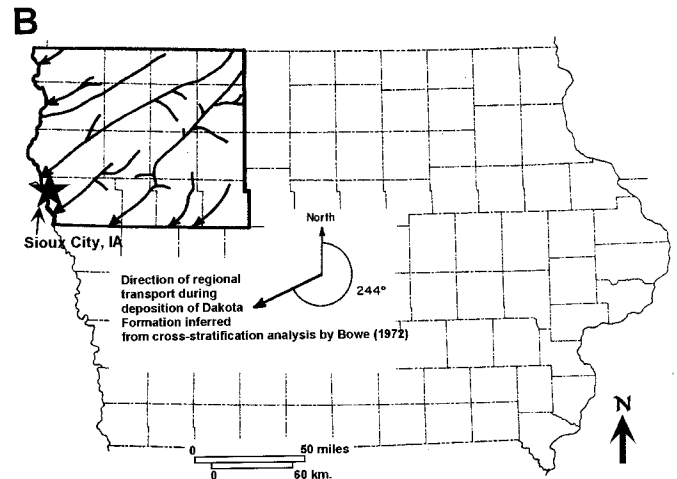 B
Sioux City, IA
North
244°
Direction of regional
transport during
deposition of Dakota
Formation inferred
from cross-stratification analysis by Bowe (1972)
N
0 50 miles
0 60 km.